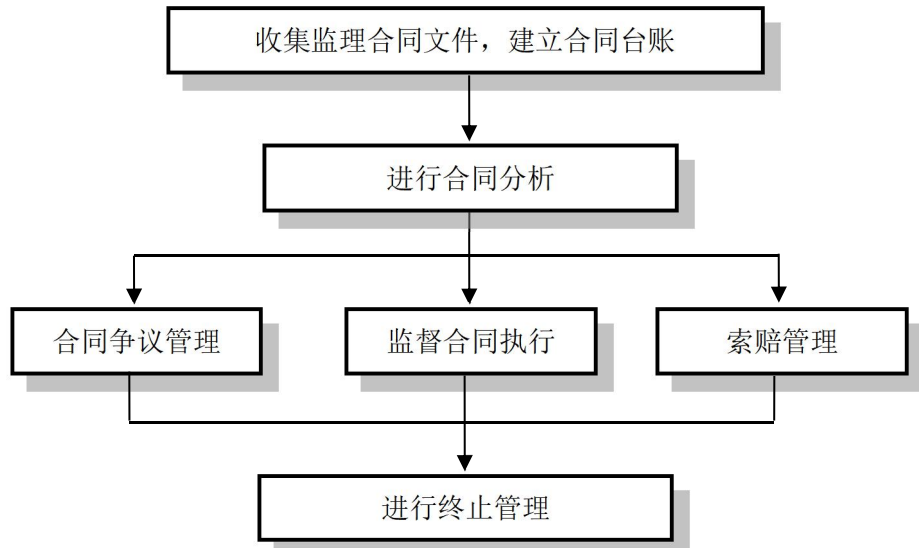 收集监理合同文件，建立合同台账
进行合同分析
合同争议管理
监督合同执行
索赔管理
进行终止管理